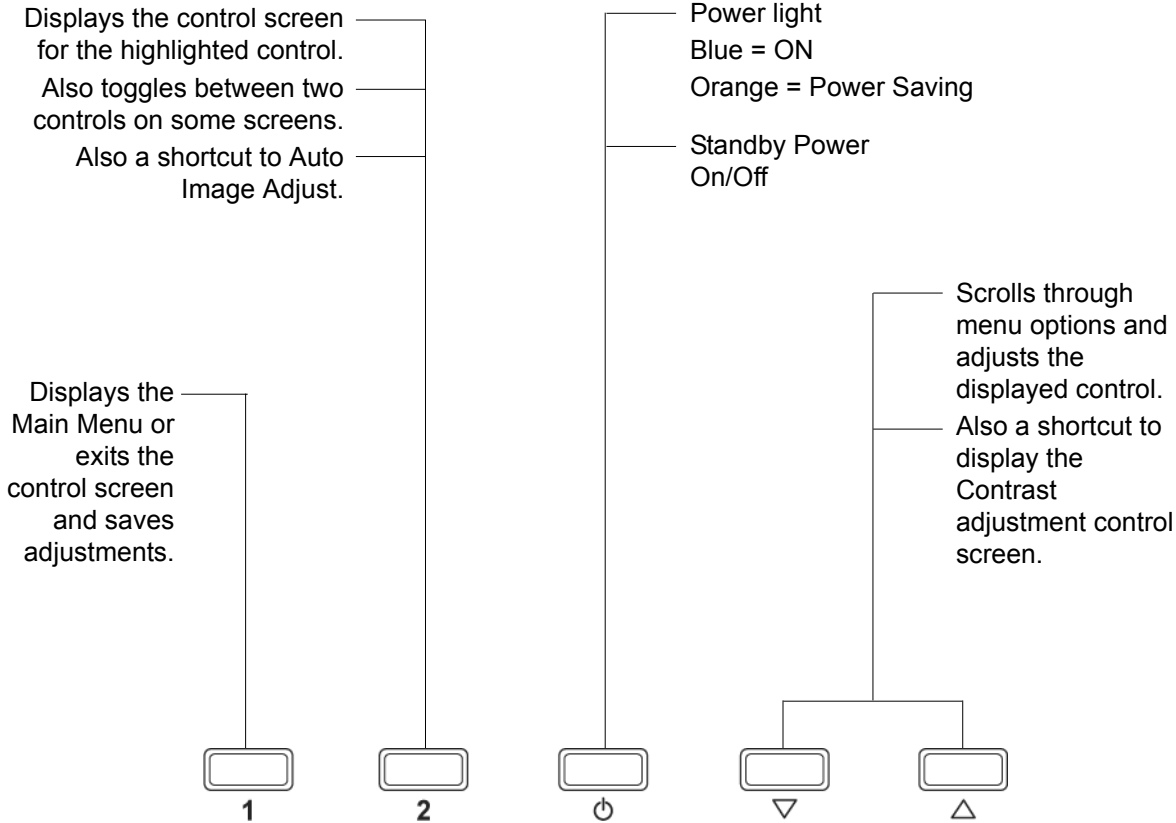 Displays the control screen
for the highlighted control.
Also toggles between two
controls on some screens.
Also a shortcut to Auto
Image Adjust.
Power light
Blue = ON
Orange = Power Saving
Standby Power
On/Off
Scrolls through
menu options and
adjusts the
displayed control.
Also a shortcut to
display the
Contrast
adjustment control
screen.
Displays the
Main Menu or
exits the
control screen
and saves
adjustments.
1
2